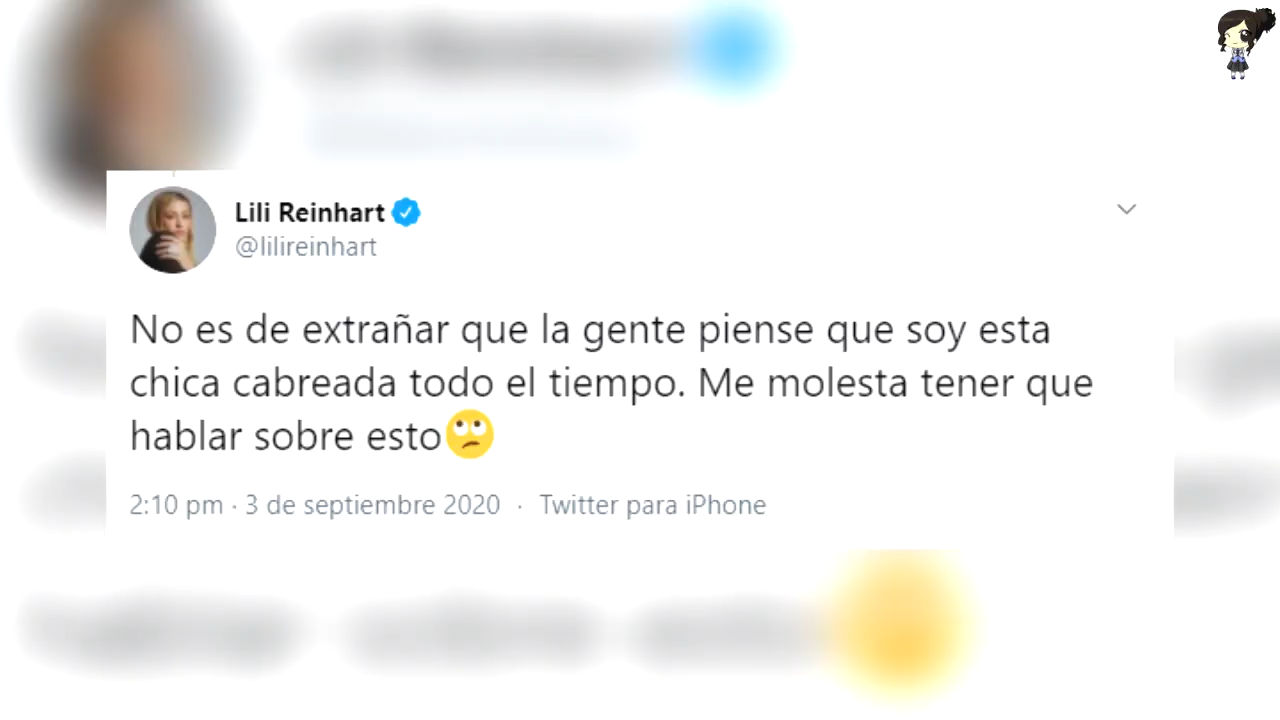 Lili Reinhart
@lilireinhart
No es de extrañar que la gente piense que soy esta
chica cabreada todo el tiempo. Me molesta tener que
hablar sobre esto🙄
2:10 pm · 3 de septiembre 2020 · Twitter para iPhone